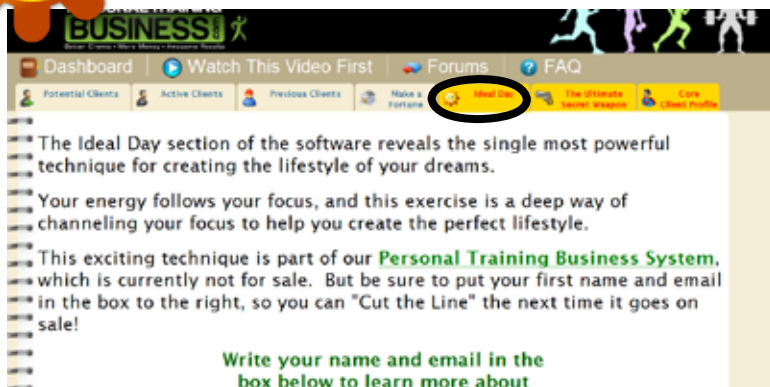 BUSINESS
Better Clients • More Money • Awesome Results
Dashboard Watch This Video First Forums FAQ
Potential Clients Active Clients Previous Clients Make a Fortune Ideal Day The Ultimate Secret Weapon Core Client Profile
The Ideal Day section of the software reveals the single most powerful
technique for creating the lifestyle of your dreams.
Your energy follows your focus, and this exercise is a deep way of
channeling your focus to help you create the perfect lifestyle.
This exciting technique is part of our Personal Training Business System,
which is currently not for sale. But be sure to put your first name and email
in the box to the right, so you can "Cut the Line" the next time it goes on
sale!
Write your name and email in the
box below to learn more about